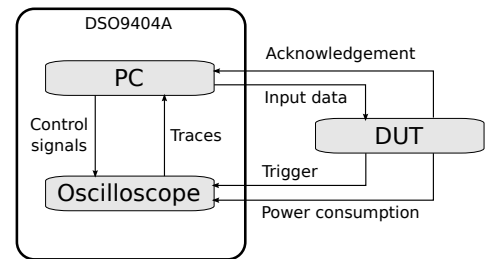 DSO9404A
Acknowledgement
PC
Input data
Control
signals
Traces
DUT
Trigger
Oscilloscope
Power consumption